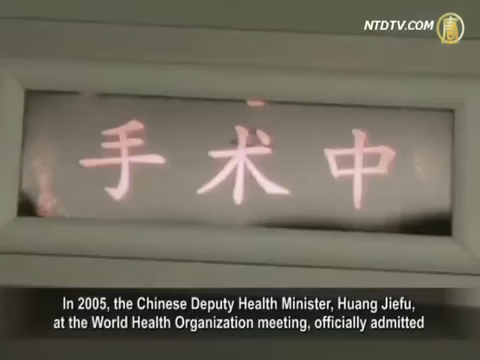 NTDTV.COM
手术中
In 2005, the Chinese Deputy Health Minister, Huang Jiefu,
at the World Health Organization meeting, officially admitted